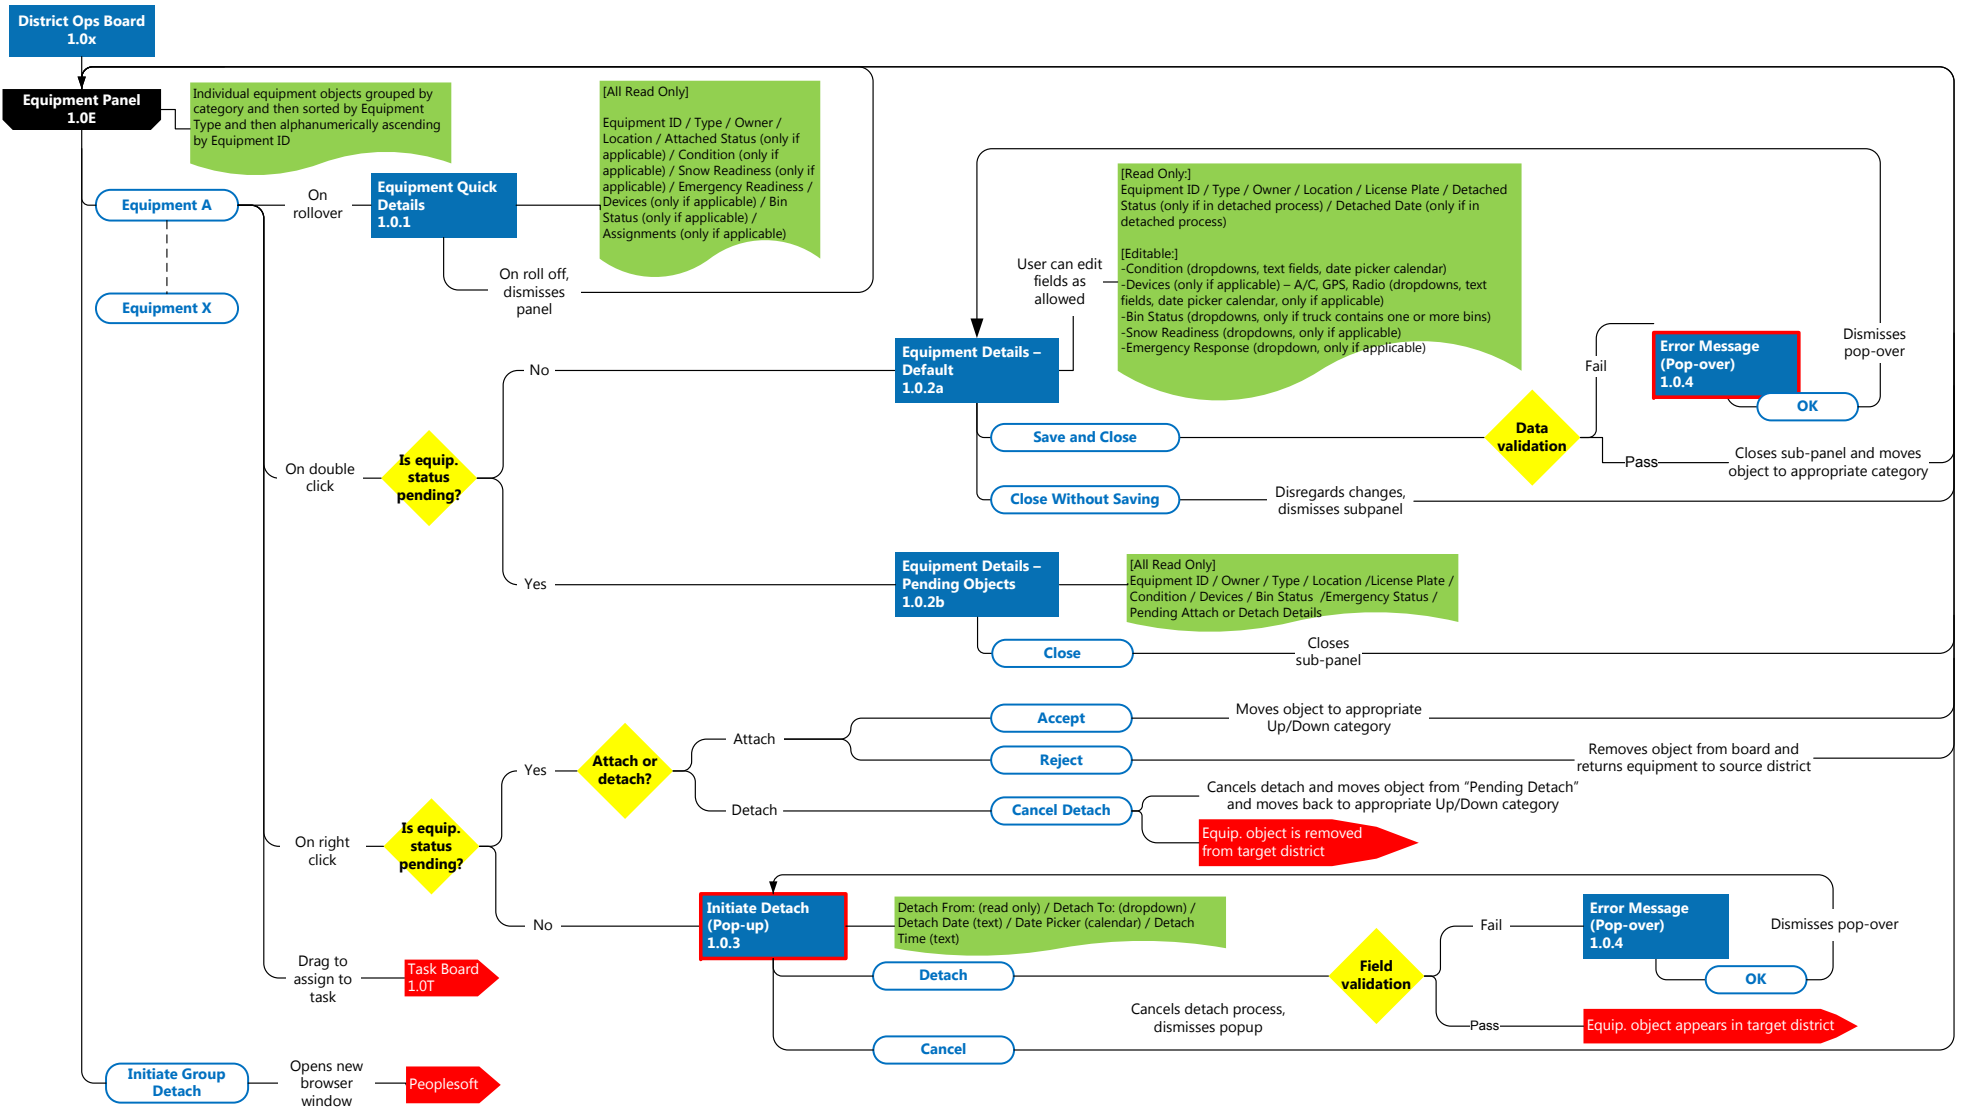 District Ops Board
1.0x
Equipment Panel
1.0E
Individual equipment objects grouped by
category and then sorted by Equipment
Type and then alphanumerically ascending
by Equipment ID
[All Read Only]
Equipment ID / Type / Owner /
Location / Attached Status (only if
applicable) / Condition (only if
applicable) / Snow Readiness (only if
applicable) / Emergency Readiness /
Devices (only if applicable) / Bin
Status (only if applicable) /
Assignments (only if applicable)
Equipment A
On
rollover
Equipment Quick
Details
1.0.1
On roll off,
dismisses
panel
Equipment X
User can edit
fields as
allowed
[Read Only:]
Equipment ID / Type / Owner / Location / License Plate / Detached
Status (only if in detached process) / Detached Date (only if in
detached process)
[Editable:]
-Condition (dropdowns, text fields, date picker calendar)
-Devices (only if applicable) – A/C, GPS, Radio (dropdowns, text
fields, date picker calendar, only if applicable)
-Bin Status (dropdowns, only if truck contains one or more bins)
-Snow Readiness (dropdowns, only if applicable)
-Emergency Response (dropdown, only if applicable)
Equipment Details –
Default
1.0.2a
No
Fail
Error Message
(Pop-over)
1.0.4
OK
Dismisses
pop-over
Save and Close
Data
validation
Pass
Closes sub-panel and moves
object to appropriate category
On double
click
Is equip.
status
pending?
Close Without Saving
Disregards changes,
dismisses subpanel
Yes
Equipment Details –
Pending Objects
1.0.2b
[All Read Only]
Equipment ID / Owner / Type / Location /License Plate /
Condition / Devices / Bin Status  /Emergency Status /
Pending Attach or Detach Details
Close
Closes
sub-panel
Accept
Moves object to appropriate
Up/Down category
Attach
Reject
Removes object from board and
returns equipment to source district
Yes
Attach or
detach?
Detach
Cancel Detach
Cancels detach and moves object from “Pending Detach”
and moves back to appropriate Up/Down category
Equip. object is removed
from target district
On right
click
Is equip.
status
pending?
No
Initiate Detach
(Pop-up)
1.0.3
Detach From: (read only) / Detach To: (dropdown) /
Detach Date (text) / Date Picker (calendar) / Detach
Time (text)
Fail
Error Message
(Pop-over)
1.0.4
OK
Dismisses pop-over
Detach
Field
validation
Pass
Equip. object appears in target district
Cancels detach process,
dismisses popup
Cancel
Drag to
assign to
task
Task Board
1.0T
Initiate Group
Detach
Opens new
browser
window
Peoplesoft